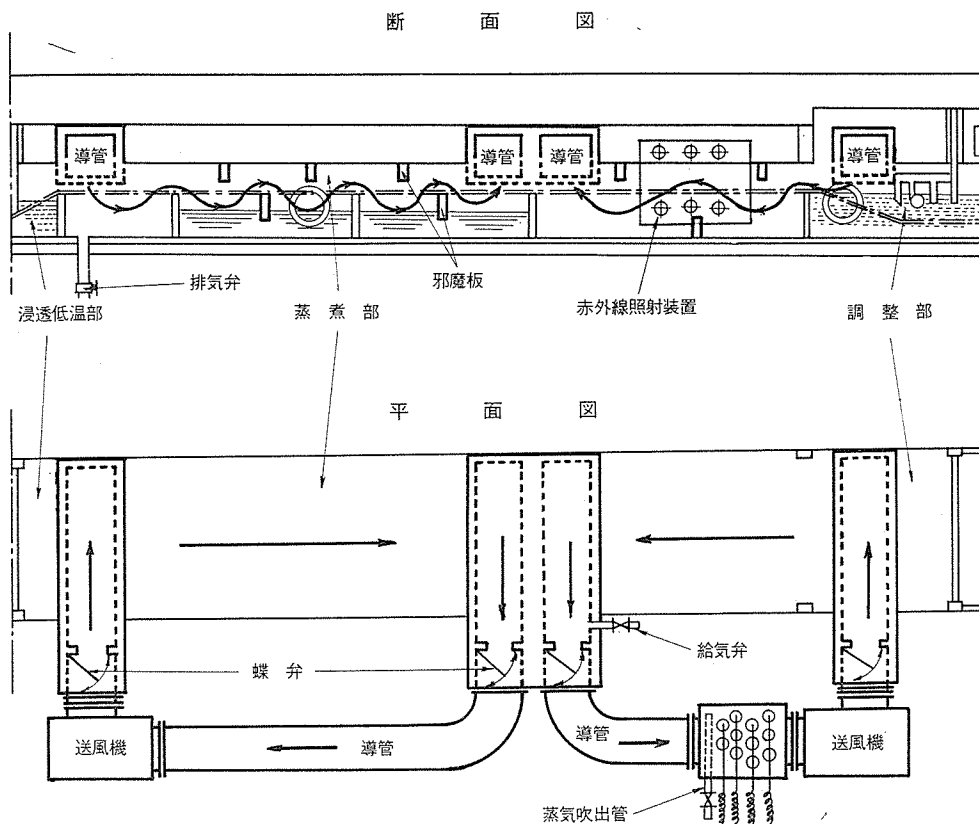 断面図
導管
導管
導管
導管
排気弁
邪魔板
浸透低温部
蒸煮部
赤外線照射装置
調整部
平面図
給気弁
蝶弁
送風機
導管
導管
送風機
蒸気吹出管